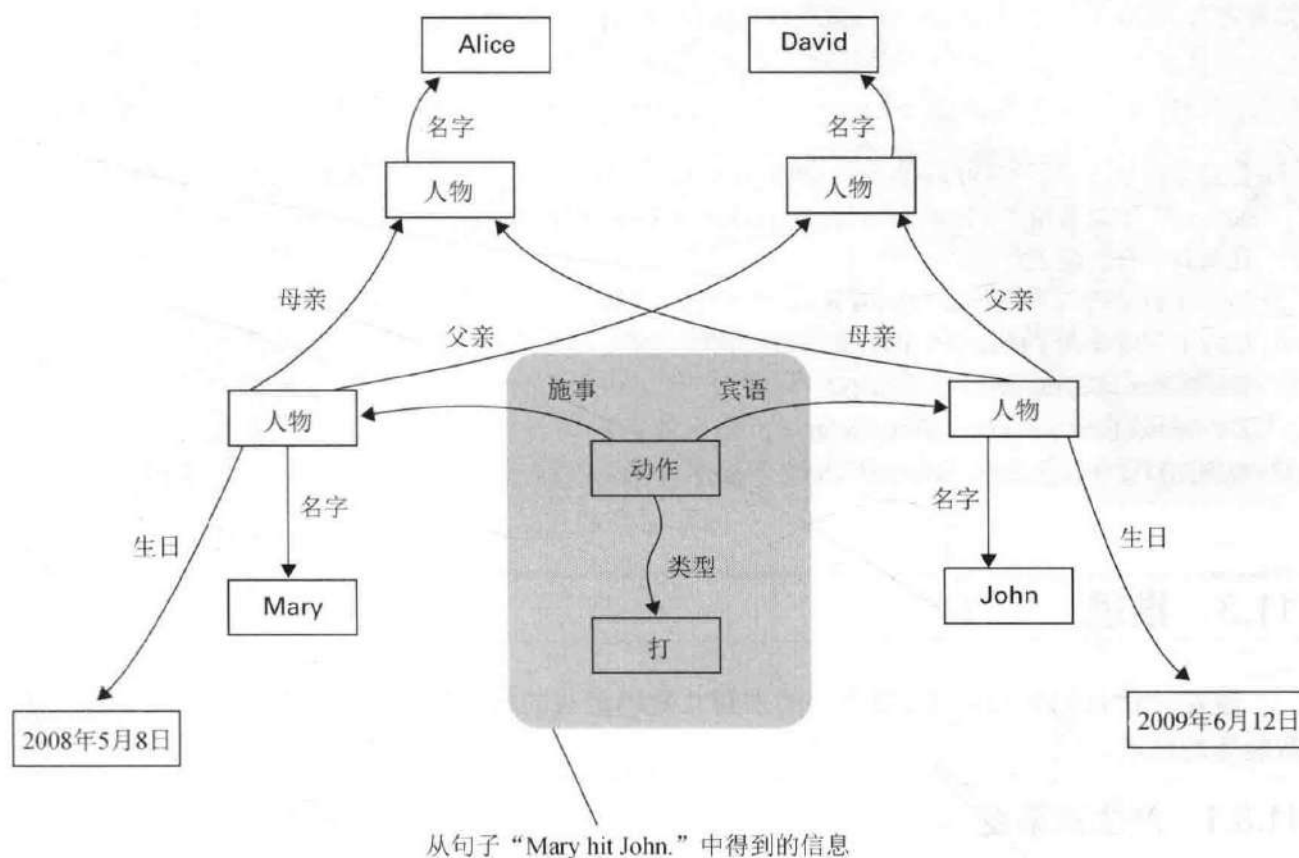 Alice
David
名字
名字
人物
人物
母亲
父亲
父亲
母亲
施事
宾语
人物
人物
动作
名字
名字
生日
生日
类型
Mary
John
打
2008年5月8日
2009年6月12日
从句子“Mary hit John.”中得到的信息